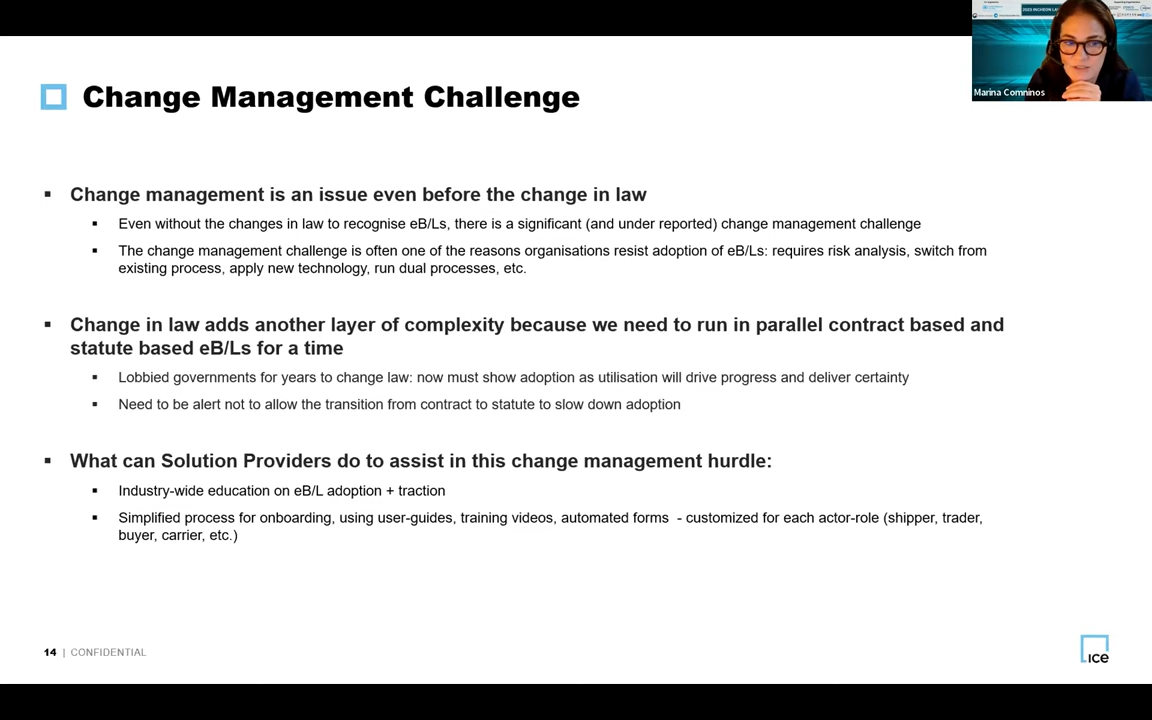 2023 INCHEON LA
Marina Comninos
Change Management Challenge
▪ Change management is an issue even before the change in law
▪ Even without the changes in law to recognise eB/Ls, there is a significant (and under reported) change management challenge
▪ The change management challenge is often one of the reasons organisations resist adoption of eB/Ls: requires risk analysis, switch from
existing process, apply new technology, run dual processes, etc.
▪ Change in law adds another layer of complexity because we need to run in parallel contract based and
statute based eB/Ls for a time
▪ Lobbied governments for years to change law: now must show adoption as utilisation will drive progress and deliver certainty
▪ Need to be alert not to allow the transition from contract to statute to slow down adoption
▪ What can Solution Providers do to assist in this change management hurdle:
▪ Industry-wide education on eB/L adoption + traction
▪ Simplified process for onboarding, using user-guides, training videos, automated forms  - customized for each actor-role (shipper, trader,
buyer, carrier, etc.)
14 | CONFIDENTIAL
ice